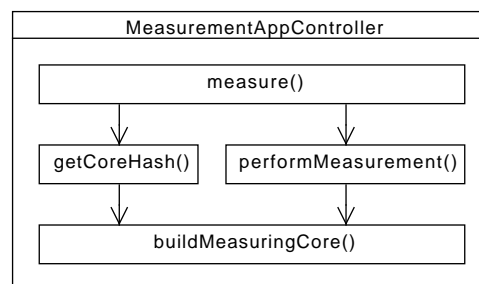 MeasurementAppController
measure()
getCoreHash()
performMeasurement()
buildMeasuringCore()